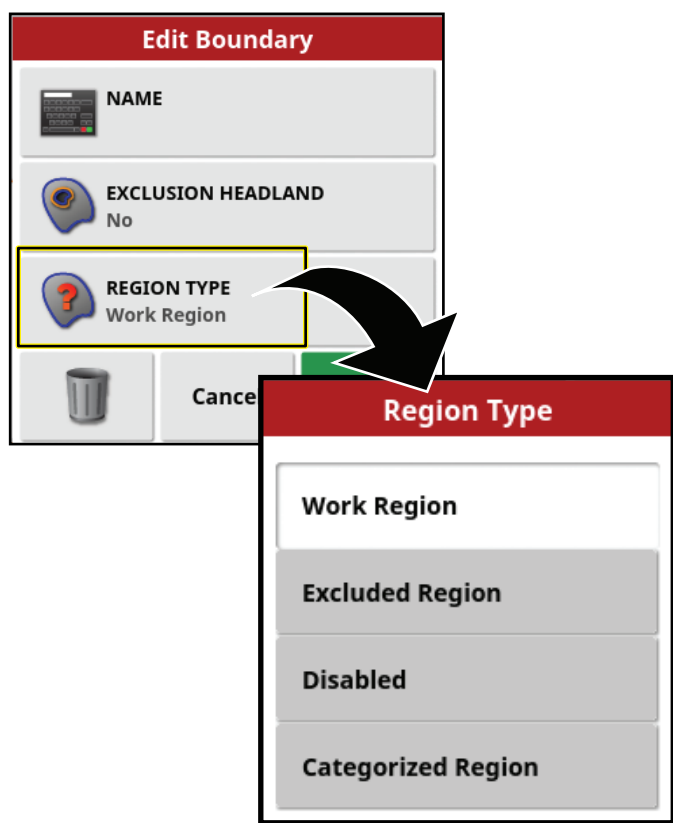 Edit Boundary
NAME
EXCLUSION HEADLAND
No
REGION TYPE
Work Region
Cance
Region Type
Work Region
Excluded Region
Disabled
Categorized Region